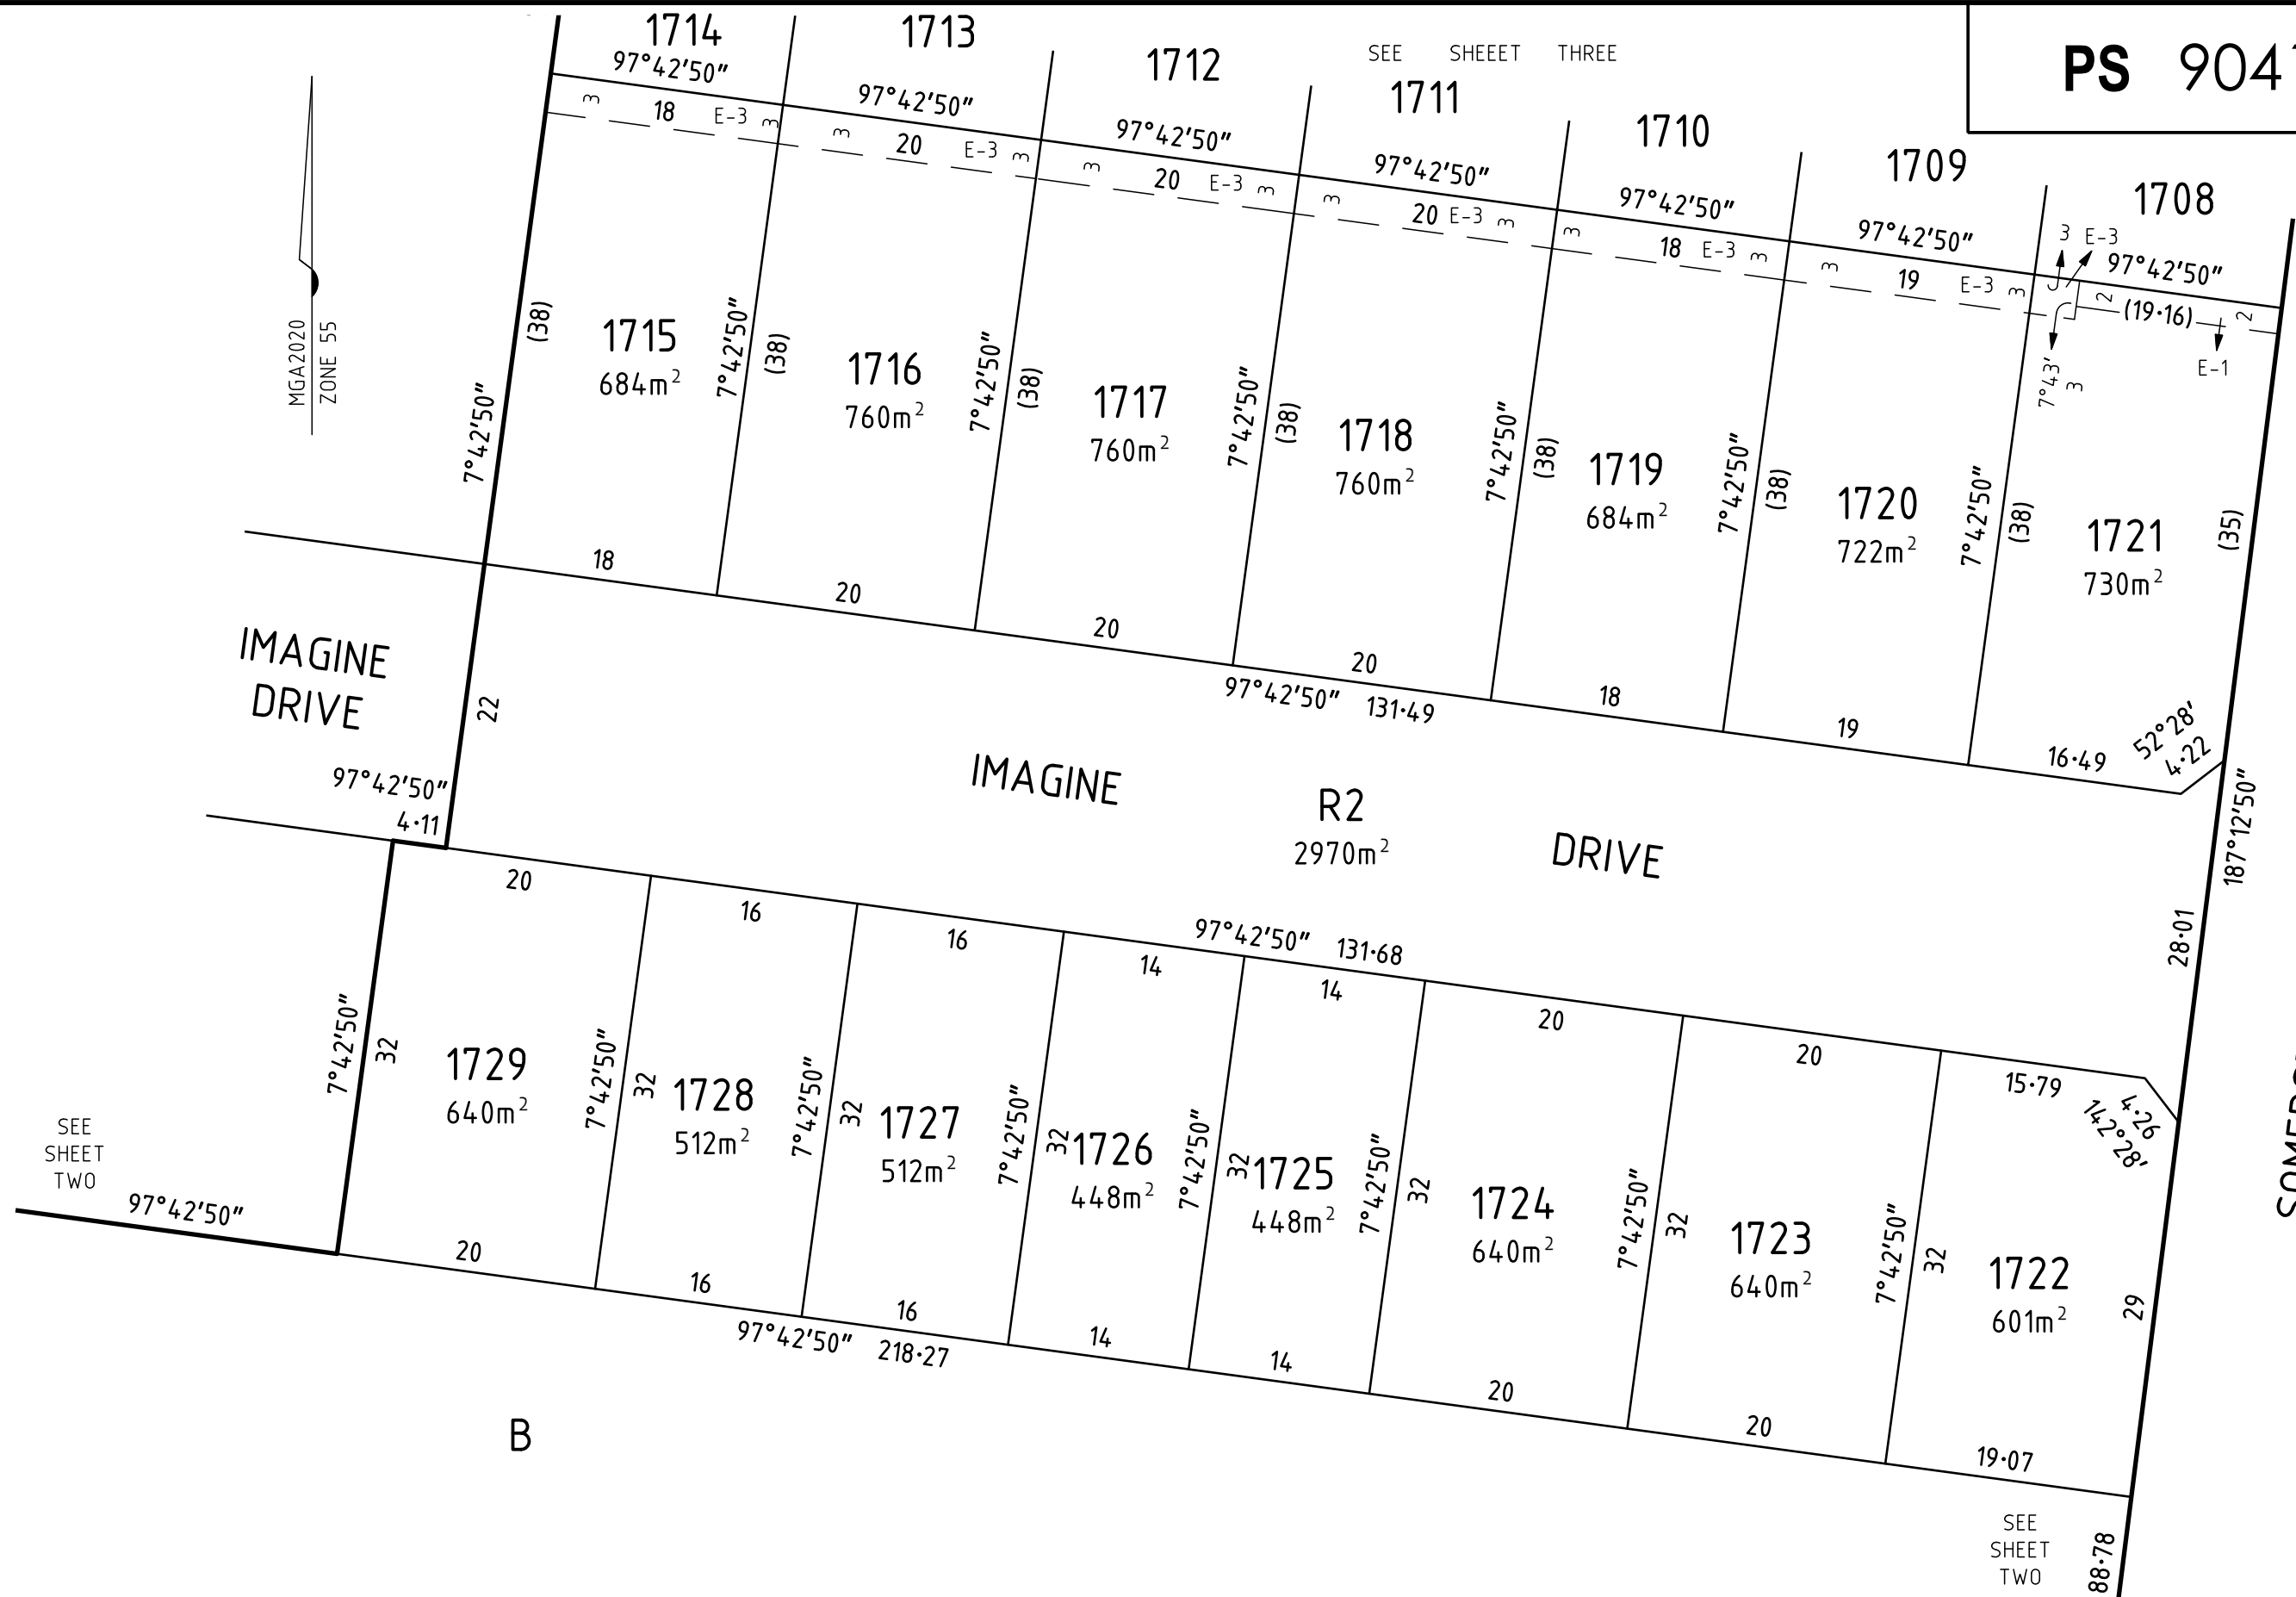 PS 904
1714
1713
1712
SEE SHEEET THREE
1711
1710
1709
1708
97°42'50"
97°42'50"
97°42'50"
97°42'50"
97°42'50"
97°42'50"
97°42'50"
3 18 E-3 3
3 20 E-3 3
3 20 E-3 3
3 20 E-3 3
3 18 E-3 3
3 19 E-3 3
3 E-3
2 (19·16) 2
E-1
7°43'
3
MGA2020
ZONE 55
7°42'50"
(38)
1715
684m²
7°42'50"
(38)
1716
760m²
7°42'50"
(38)
1717
760m²
7°42'50"
(38)
1718
760m²
7°42'50"
(38)
1719
684m²
7°42'50"
(38)
1720
722m²
7°42'50"
(38)
1721
730m²
(35)
18
20
20
20
18
19
16·49
52°28'
4·22
97°42'50" 131·49
IMAGINE
DRIVE
22
97°42'50"
4·11
IMAGINE
R2
2970m²
DRIVE
187°12'50"
28·01
97°42'50" 131·68
20
16
16
14
14
20
20
15·79
4·26
142°28'
7°42'50"
32
1729
640m²
7°42'50"
32
1728
512m²
7°42'50"
32
1727
512m²
7°42'50"
32
1726
448m²
7°42'50"
32
1725
448m²
7°42'50"
32
1724
640m²
7°42'50"
32
1723
640m²
7°42'50"
32
1722
601m²
29
SEE
SHEET
TWO
97°42'50"
20
16
16
14
14
20
20
19·07
97°42'50" 218·27
B
SEE
SHEET
TWO
88·78